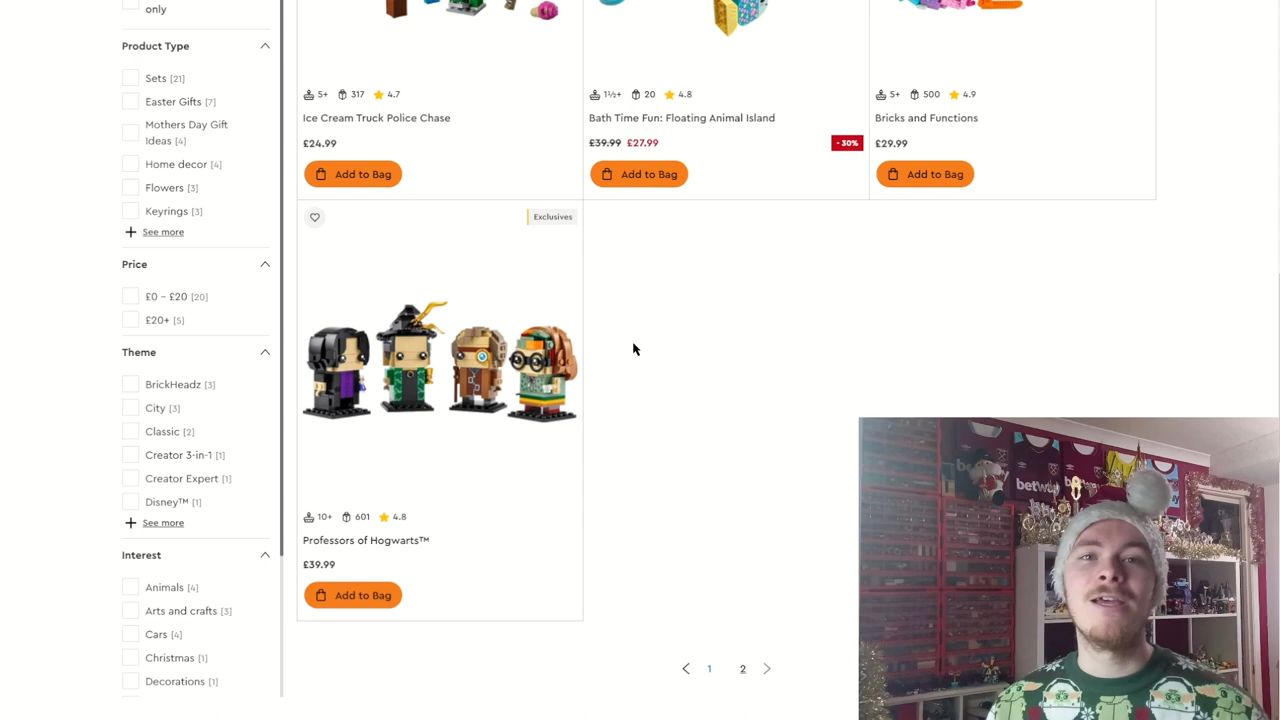 only
Product Type
Sets [21]
Easter Gifts [7]
Mothers Day Gift
Ideas [4]
Home decor [4]
Flowers [3]
Keyrings [3]
See more
Price
£0 – £20 [20]
£20+ [5]
Theme
BrickHeadz [3]
City [3]
Classic [2]
Creator 3-in-1 [1]
Creator Expert [1]
Disney™ [1]
See more
Interest
Animals [4]
Arts and crafts [3]
Cars [4]
Christmas [1]
Decorations [1]
5+ 317 4.7
Ice Cream Truck Police Chase
£24.99
Add to Bag
1½+ 20 4.8
Bath Time Fun: Floating Animal Island
£39.99 £27.99 - 30%
Add to Bag
5+ 500 4.9
Bricks and Functions
£29.99
Add to Bag
Exclusives
10+ 601 4.8
Professors of Hogwarts™
£39.99
Add to Bag
1 2
betway